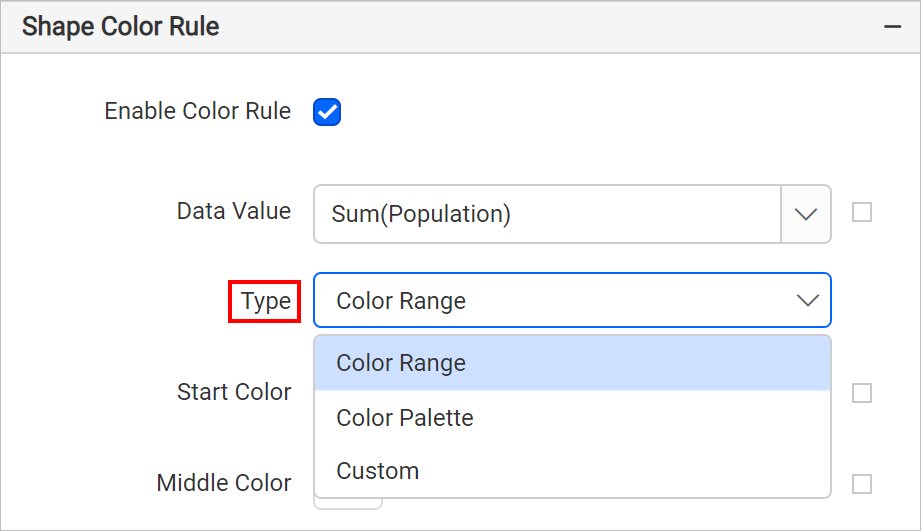 Shape Color Rule
Enable Color Rule
Data Value
Sum(Population)
Type
Color Range
Color Range
Start Color
Color Palette
Custom
Middle Color